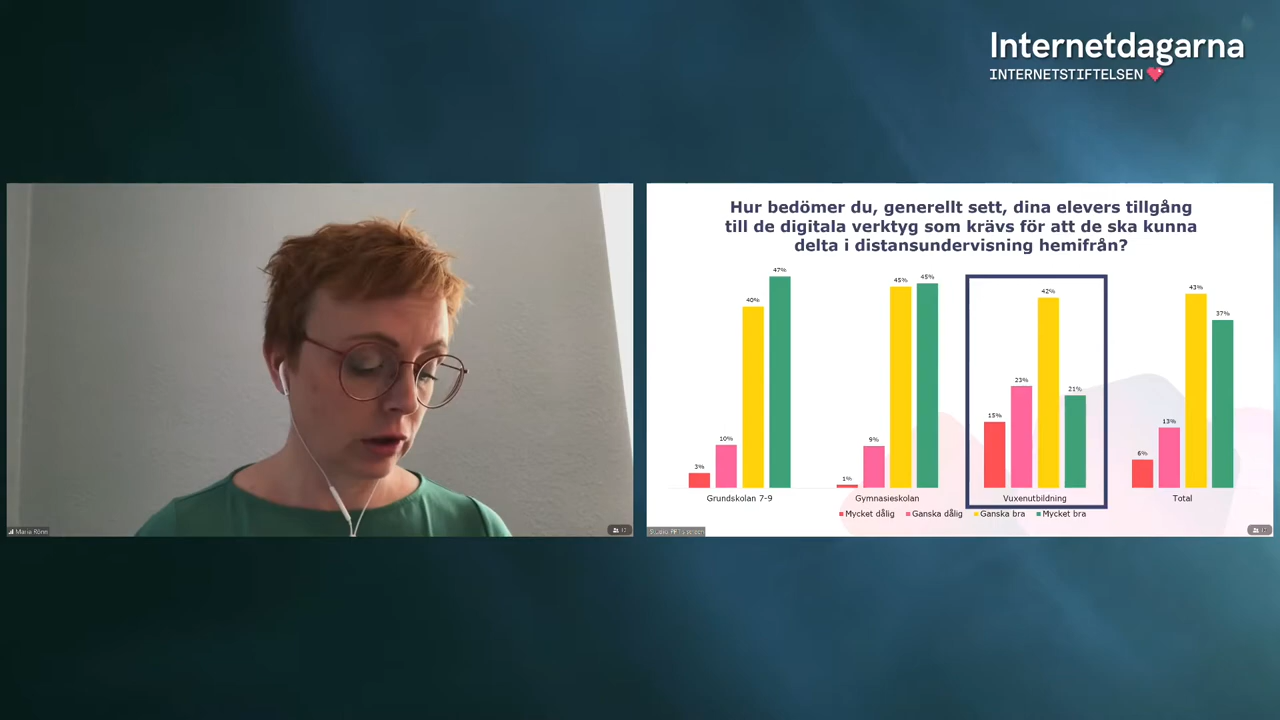 Internetdagarna
INTERNETSTIFTELSEN
Hur bedömer du, generellt sett, dina elevers tillgång
till de digitala verktyg som krävs för att de ska kunna
delta i distansundervisning hemifrån?
3%
10%
40%
47%
1%
9%
45%
45%
15%
23%
42%
21%
6%
13%
43%
37%
Grundskolan 7-9
Gymnasieskolan
Vuxenutbildning
Total
Mycket dålig
Ganska dålig
Ganska bra
Mycket bra